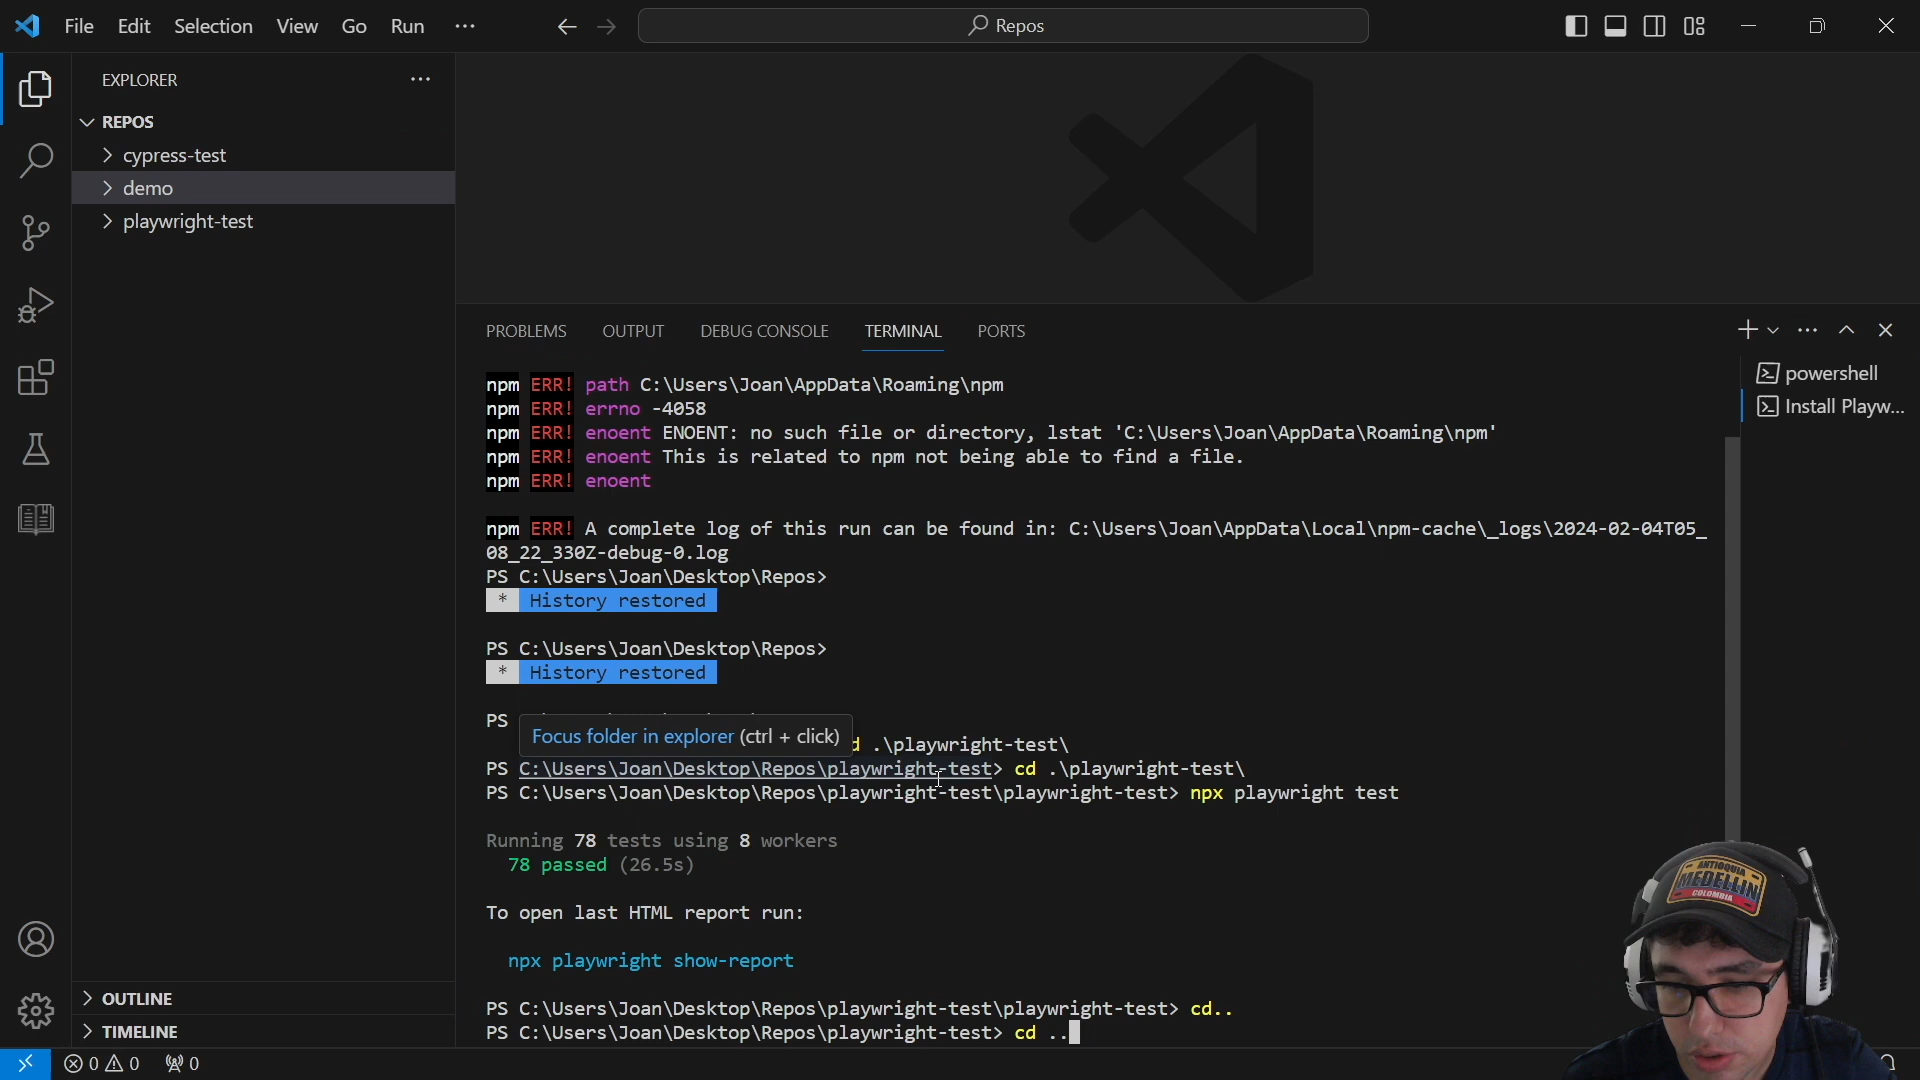 File Edit Selection View Go Run ...
Repos
EXPLORER ...
REPOS
cypress-test
demo
playwright-test
PROBLEMS OUTPUT DEBUG CONSOLE TERMINAL PORTS
powershell
Install Playw...
npm ERR! path C:\Users\Joan\AppData\Roaming\npm
npm ERR! errno -4058
npm ERR! enoent ENOENT: no such file or directory, lstat 'C:\Users\Joan\AppData\Roaming\npm'
npm ERR! enoent This is related to npm not being able to find a file.
npm ERR! enoent
npm ERR! A complete log of this run can be found in: C:\Users\Joan\AppData\Local\npm-cache\_logs\2024-02-04T05_
08_22_330Z-debug-0.log
PS C:\Users\Joan\Desktop\Repos>
* History restored
PS C:\Users\Joan\Desktop\Repos>
* History restored
PS
Focus folder in explorer (ctrl + click)
d .\playwright-test\
PS C:\Users\Joan\Desktop\Repos\playwright-test> cd .\playwright-test\
PS C:\Users\Joan\Desktop\Repos\playwright-test\playwright-test> npx playwright test
Running 78 tests using 8 workers
78 passed (26.5s)
To open last HTML report run:
npx playwright show-report
PS C:\Users\Joan\Desktop\Repos\playwright-test\playwright-test> cd..
PS C:\Users\Joan\Desktop\Repos\playwright-test> cd ..
OUTLINE
TIMELINE
0 0 0
ANTIOQUIA
MEDELLIN
COLOMBIA